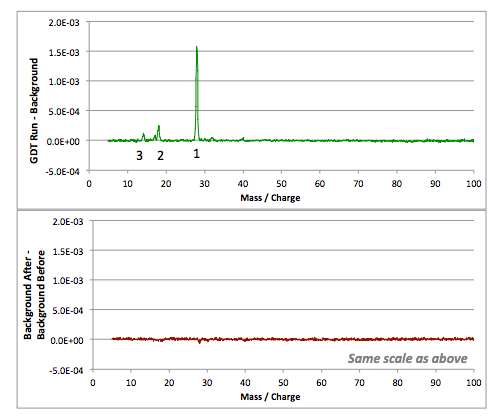 2.0E-03
1.5E-03
1.0E-03
5.0E-04
0.0E+00
-5.0E-04
GDT Run - Background
3 2 1
0 10 20 30 40 50 60 70 80 90 100
Mass / Charge
2.0E-03
1.5E-03
1.0E-03
5.0E-04
0.0E+00
-5.0E-04
Background After -
Background Before
Same scale as above
0 10 20 30 40 50 60 70 80 90 100
Mass / Charge